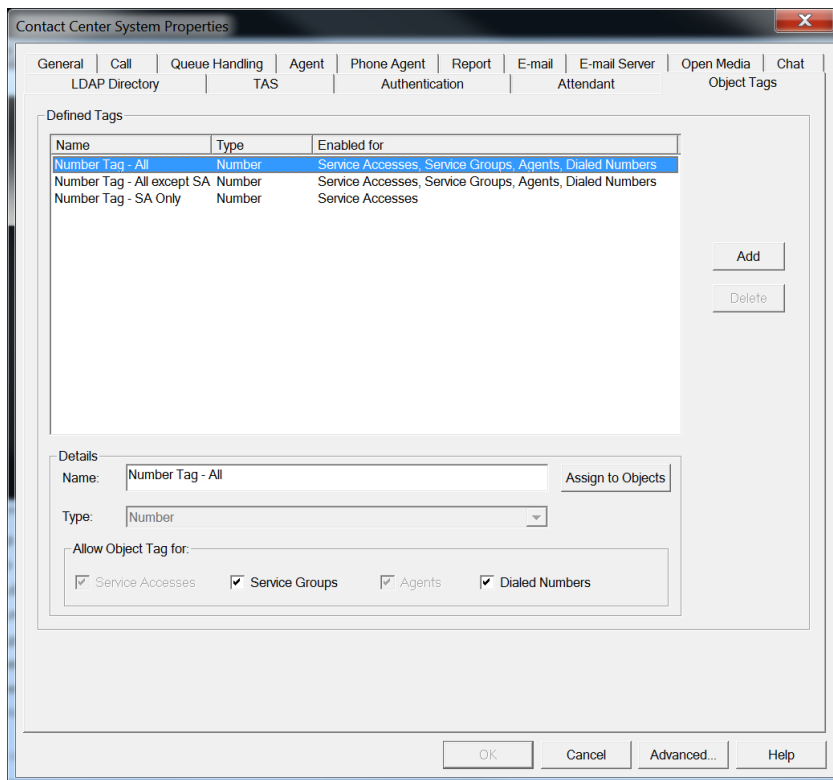 Contact Center System Properties
General Call Queue Handling Agent Phone Agent Report E-mail E-mail Server Open Media Chat
LDAP Directory TAS Authentication Attendant Object Tags
Defined Tags
Name Type Enabled for
Number Tag - All Number Service Accesses, Service Groups, Agents, Dialed Numbers
Number Tag - All except SA Number Service Accesses, Service Groups, Agents, Dialed Numbers
Number Tag - SA Only Number Service Accesses
Add
Delete
Details
Name: Number Tag - All Assign to Objects
Type: Number
Allow Object Tag for:
Service Accesses Service Groups Agents Dialed Numbers
OK Cancel Advanced... Help